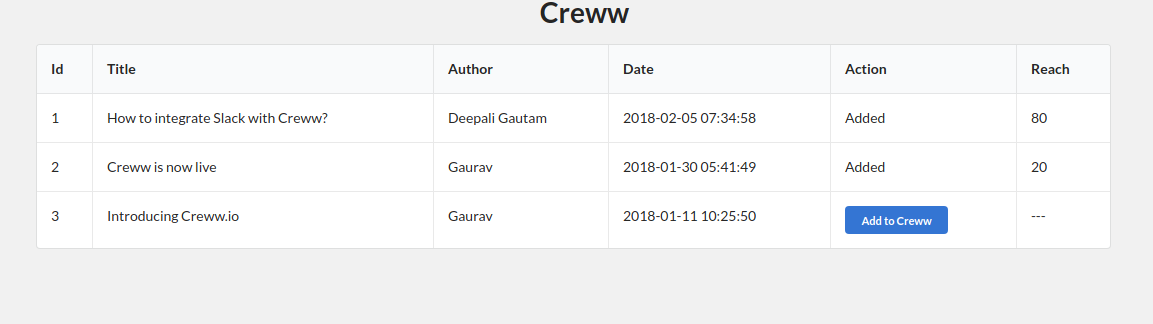 Creww
Id Title Author Date Action Reach
1 How to integrate Slack with Creww? Deepali Gautam 2018-02-05 07:34:58 Added 80
2 Creww is now live Gaurav 2018-01-30 05:41:49 Added 20
3 Introducing Creww.io Gaurav 2018-01-11 10:25:50 Add to Creww ---